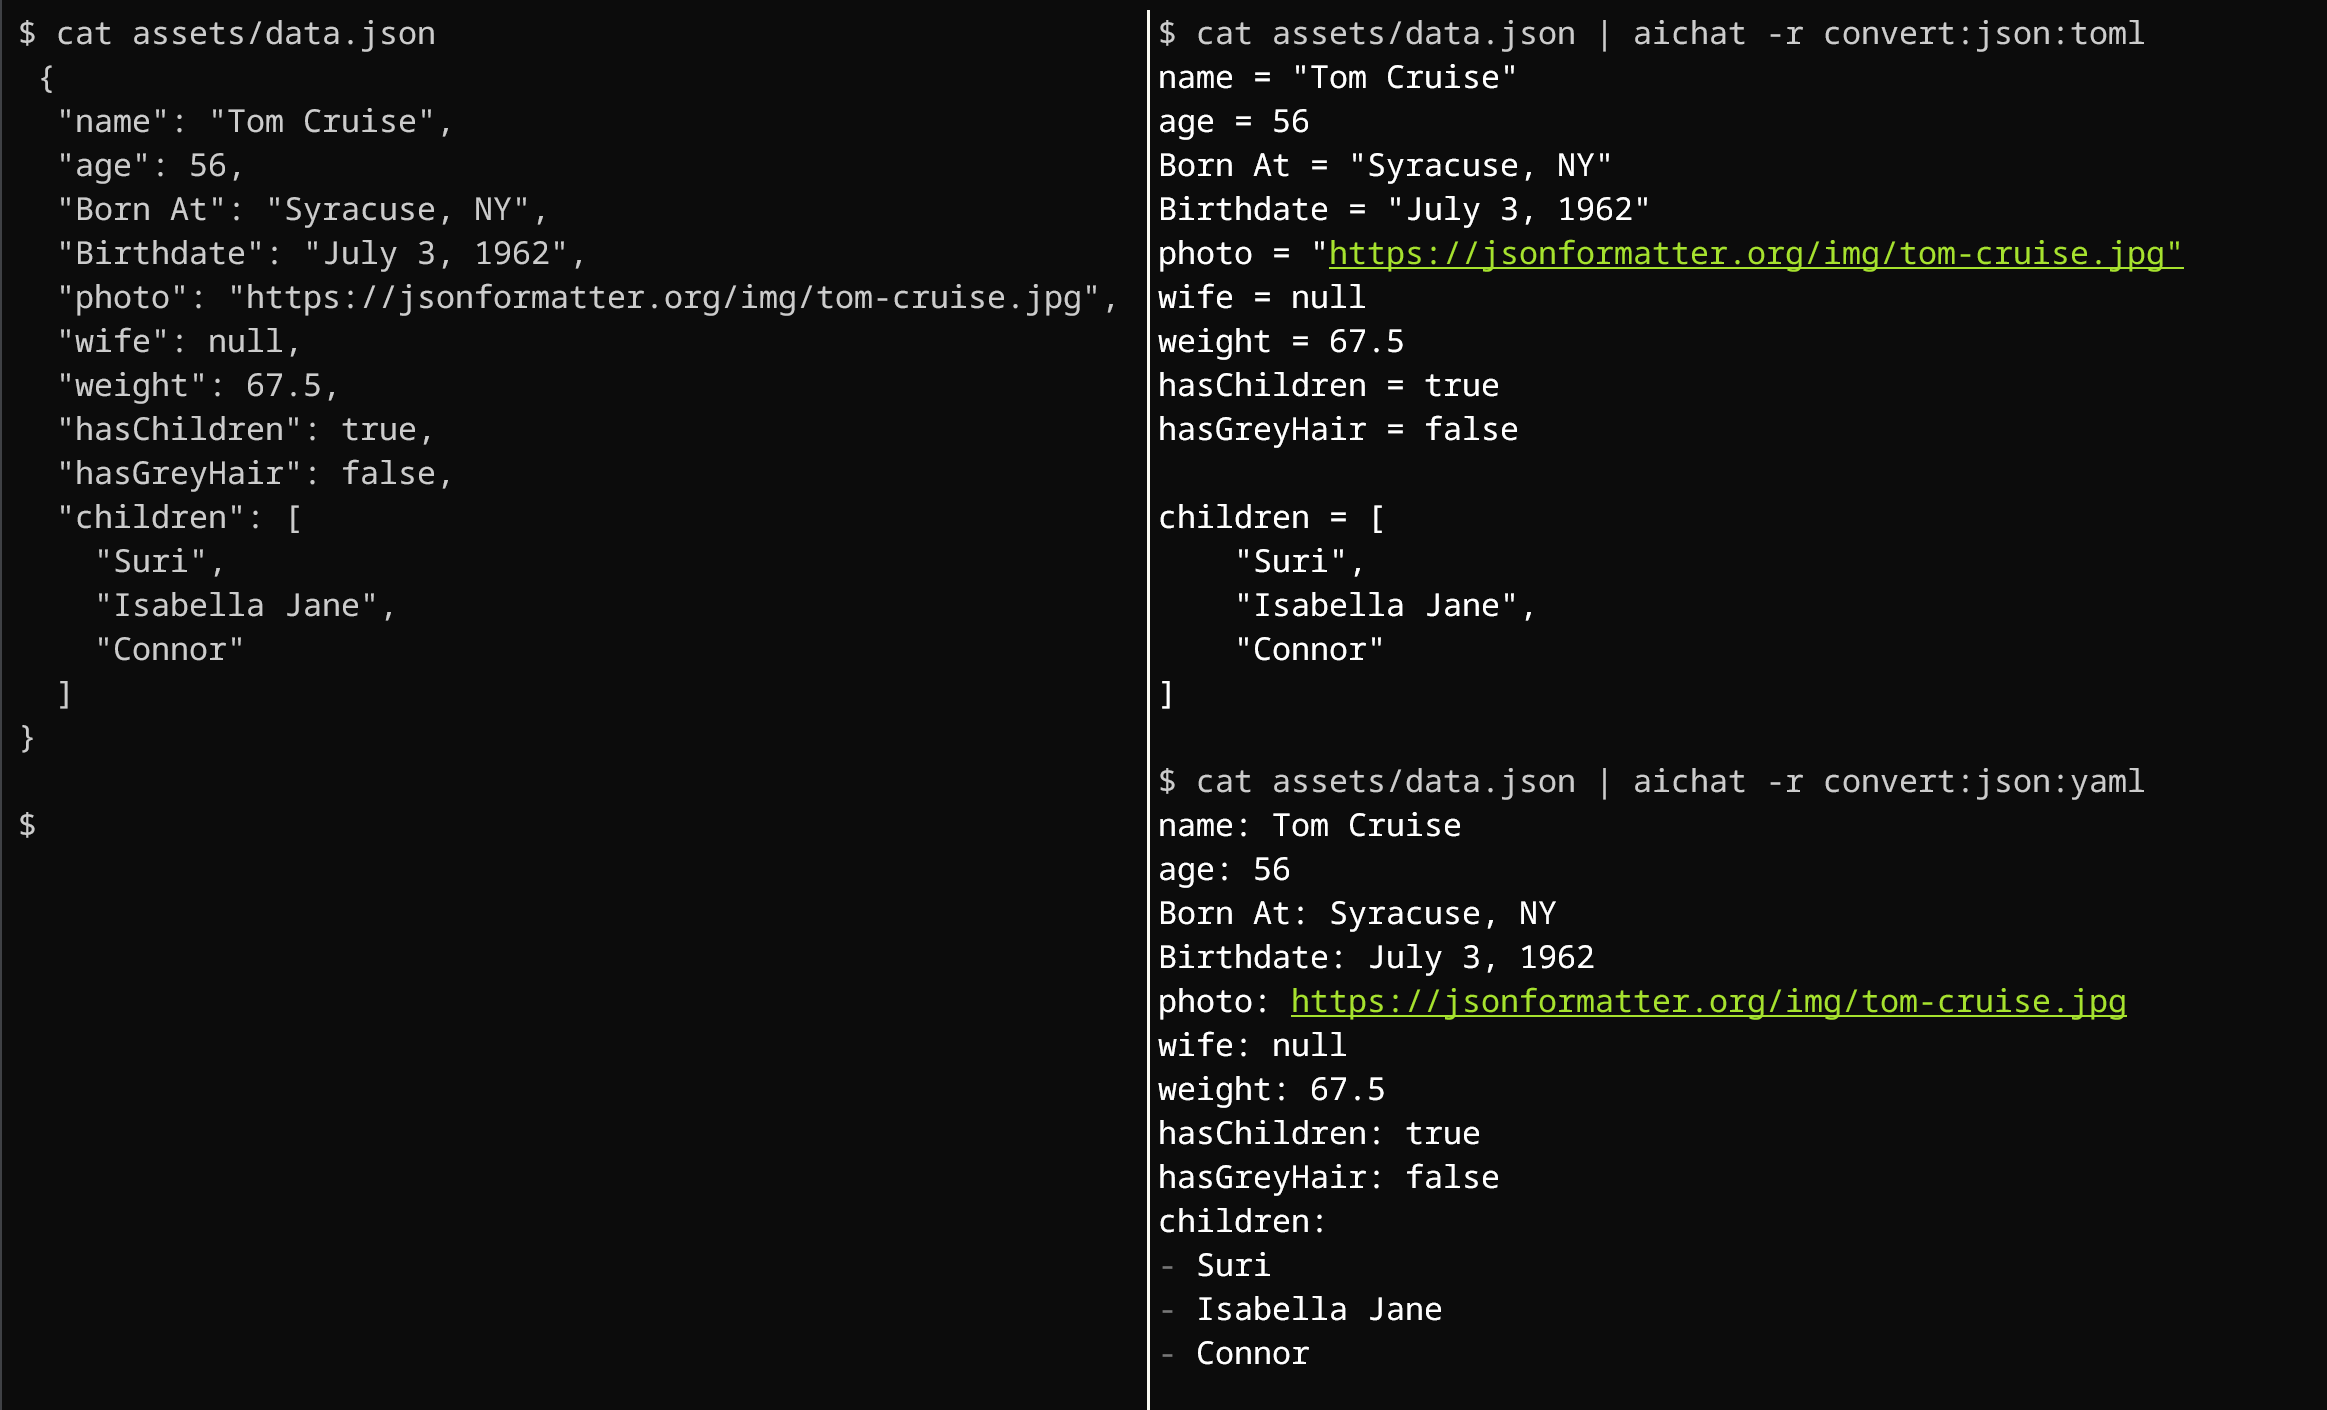 $ cat assets/data.json
 {
  "name": "Tom Cruise",
  "age": 56,
  "Born At": "Syracuse, NY",
  "Birthdate": "July 3, 1962",
  "photo": "https://jsonformatter.org/img/tom-cruise.jpg",
  "wife": null,
  "weight": 67.5,
  "hasChildren": true,
  "hasGreyHair": false,
  "children": [
    "Suri",
    "Isabella Jane",
    "Connor"
  ]
}
$
$ cat assets/data.json | aichat -r convert:json:toml
name = "Tom Cruise"
age = 56
Born At = "Syracuse, NY"
Birthdate = "July 3, 1962"
photo = "https://jsonformatter.org/img/tom-cruise.jpg"
wife = null
weight = 67.5
hasChildren = true
hasGreyHair = false
children = [
    "Suri",
    "Isabella Jane",
    "Connor"
]
$ cat assets/data.json | aichat -r convert:json:yaml
name: Tom Cruise
age: 56
Born At: Syracuse, NY
Birthdate: July 3, 1962
photo: https://jsonformatter.org/img/tom-cruise.jpg
wife: null
weight: 67.5
hasChildren: true
hasGreyHair: false
children:
- Suri
- Isabella Jane
- Connor